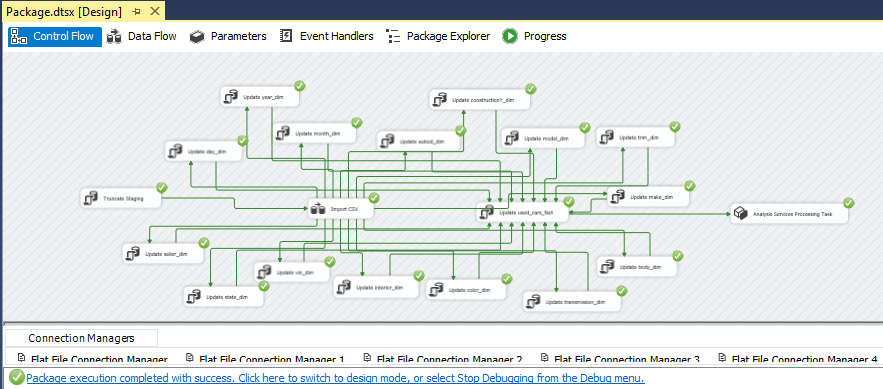 Package.dtsx [Design]
Control Flow Data Flow Parameters Event Handlers Package Explorer Progress
Update year_dim
Update construction1_dim
Update month_dim
Update subod_dim
Update model_dim
Update trim_dim
Update day_dim
Truncate Staging
Import CSV
Update used_cars_fact
Update make_dim
Analysis Services Processing Task
Update seller_dim
Update state_dim
Update vin_dim
Update interior_dim
Update color_dim
Update transmission_dim
Update body_dim
Connection Managers
Flat File Connection Manager Flat File Connection Manager 1 Flat File Connection Manager 2 Flat File Connection Manager 3 Flat File Connection Manager 4
Package execution completed with success. Click here to switch to design mode, or select Stop Debugging from the Debug menu.